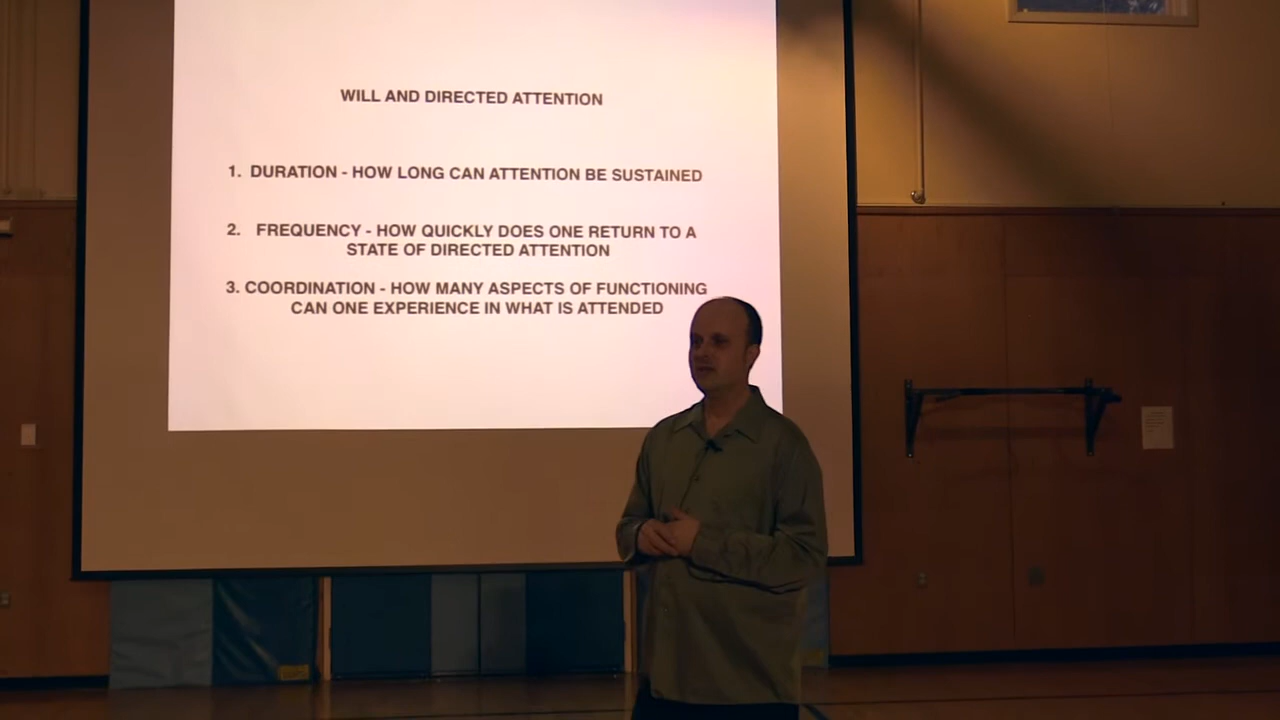 WILL AND DIRECTED ATTENTION
1. DURATION - HOW LONG CAN ATTENTION BE SUSTAINED
2. FREQUENCY - HOW QUICKLY DOES ONE RETURN TO A
STATE OF DIRECTED ATTENTION
3. COORDINATION - HOW MANY ASPECTS OF FUNCTIONING
CAN ONE EXPERIENCE IN WHAT IS ATTENDED